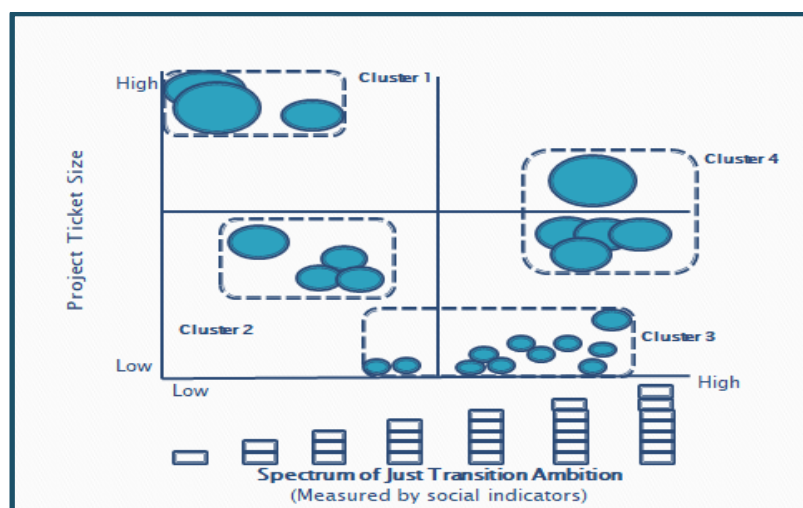 High
Cluster 1
Cluster 4
Project Ticket Size
Cluster 2
Cluster 3
Low
Low
High
Spectrum of Just Transition Ambition
(Measured by social indicators)